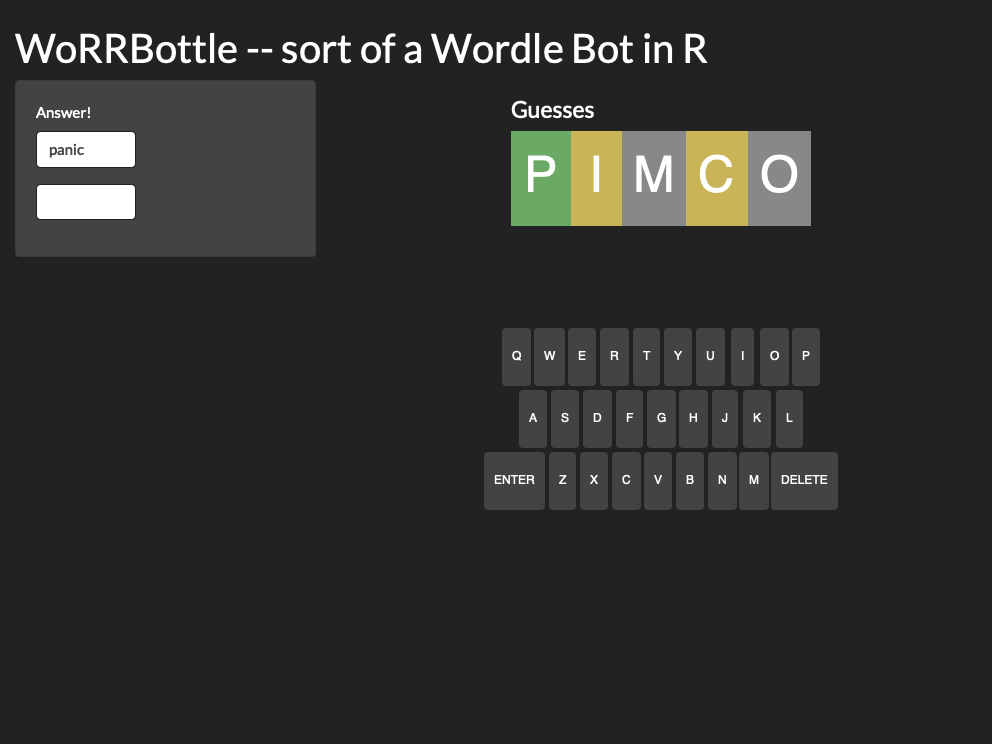 WoRRBottle -- sort of a Wordle Bot in R
Answer!
panic
Guesses
P I M C O
Q W E R T Y U I O P
A S D F G H J K L
ENTER Z X C V B N M DELETE